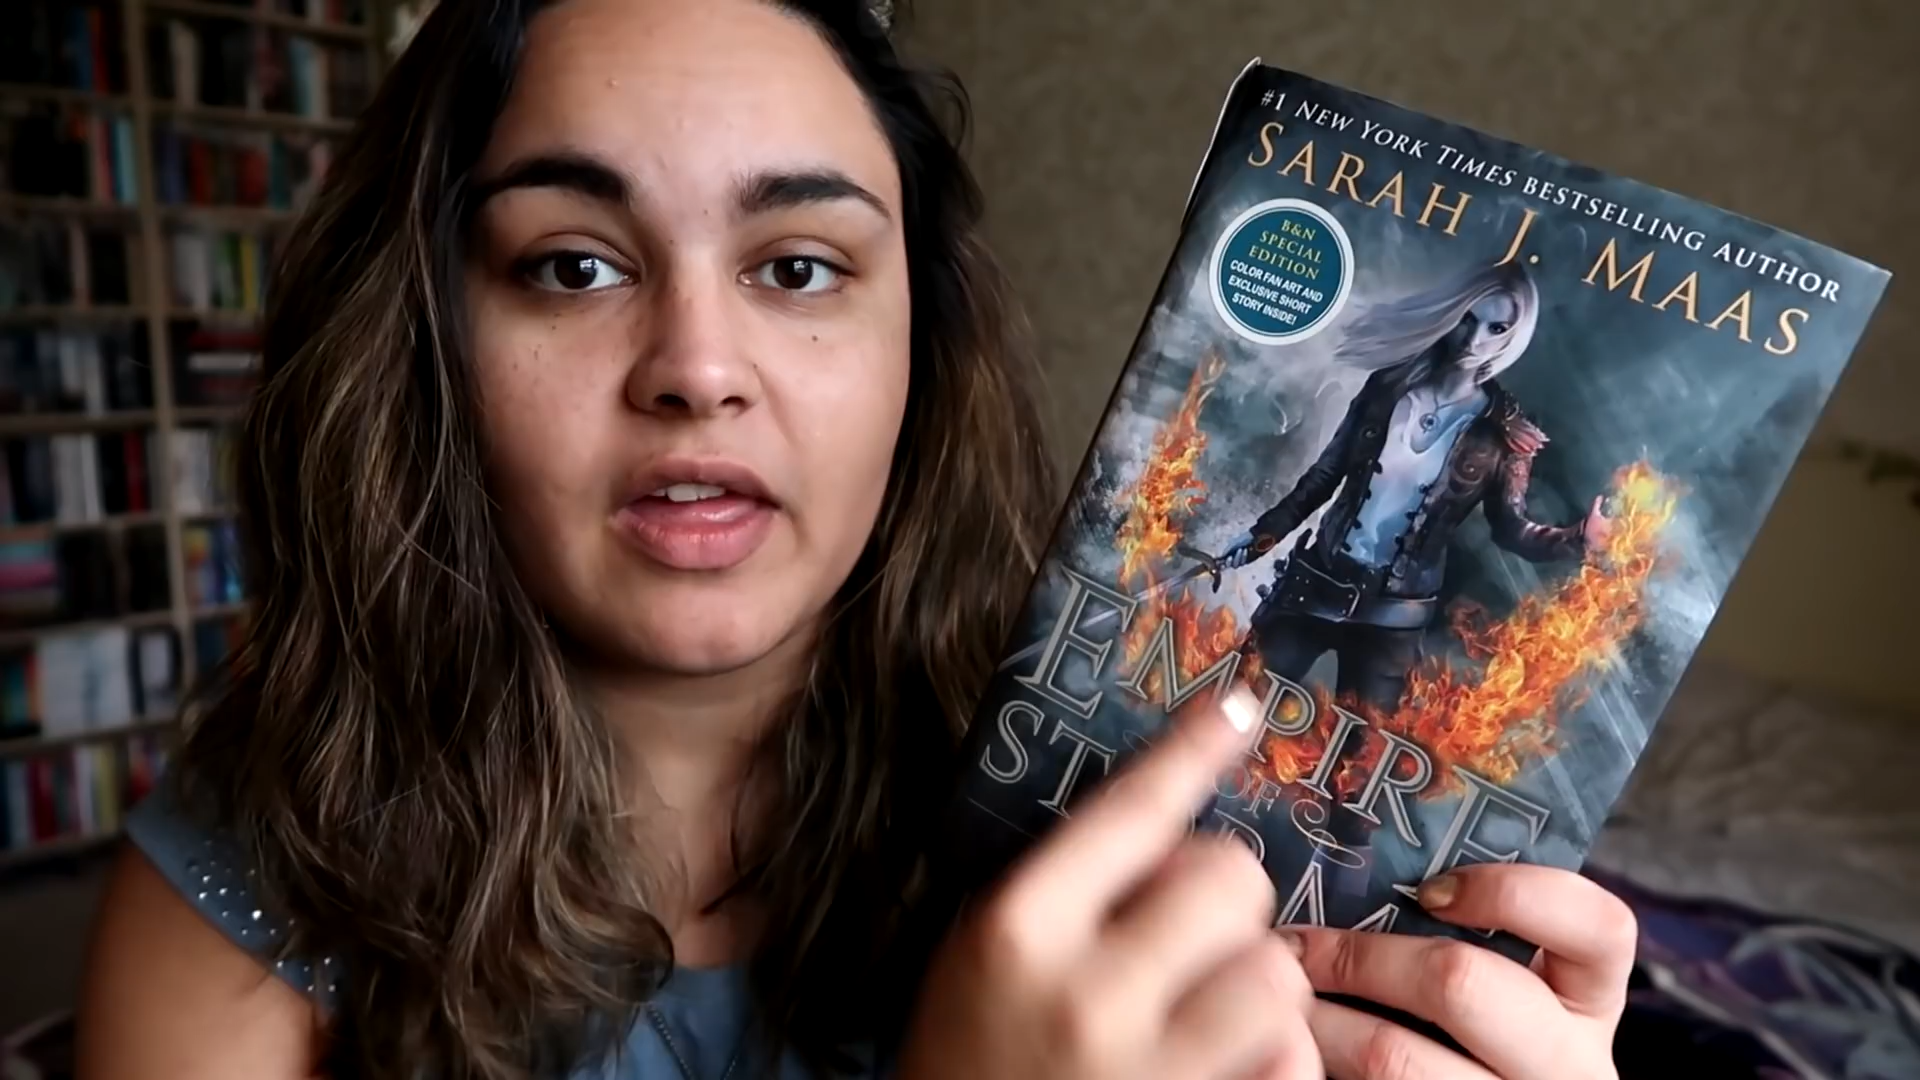 #1 NEW YORK TIMES BESTSELLING AUTHOR
SARAH J. MAAS
B&N
SPECIAL
EDITION
COLOR FAN ART AND
EXCLUSIVE SHORT
STORY INSIDE!
EMPIRE
OF